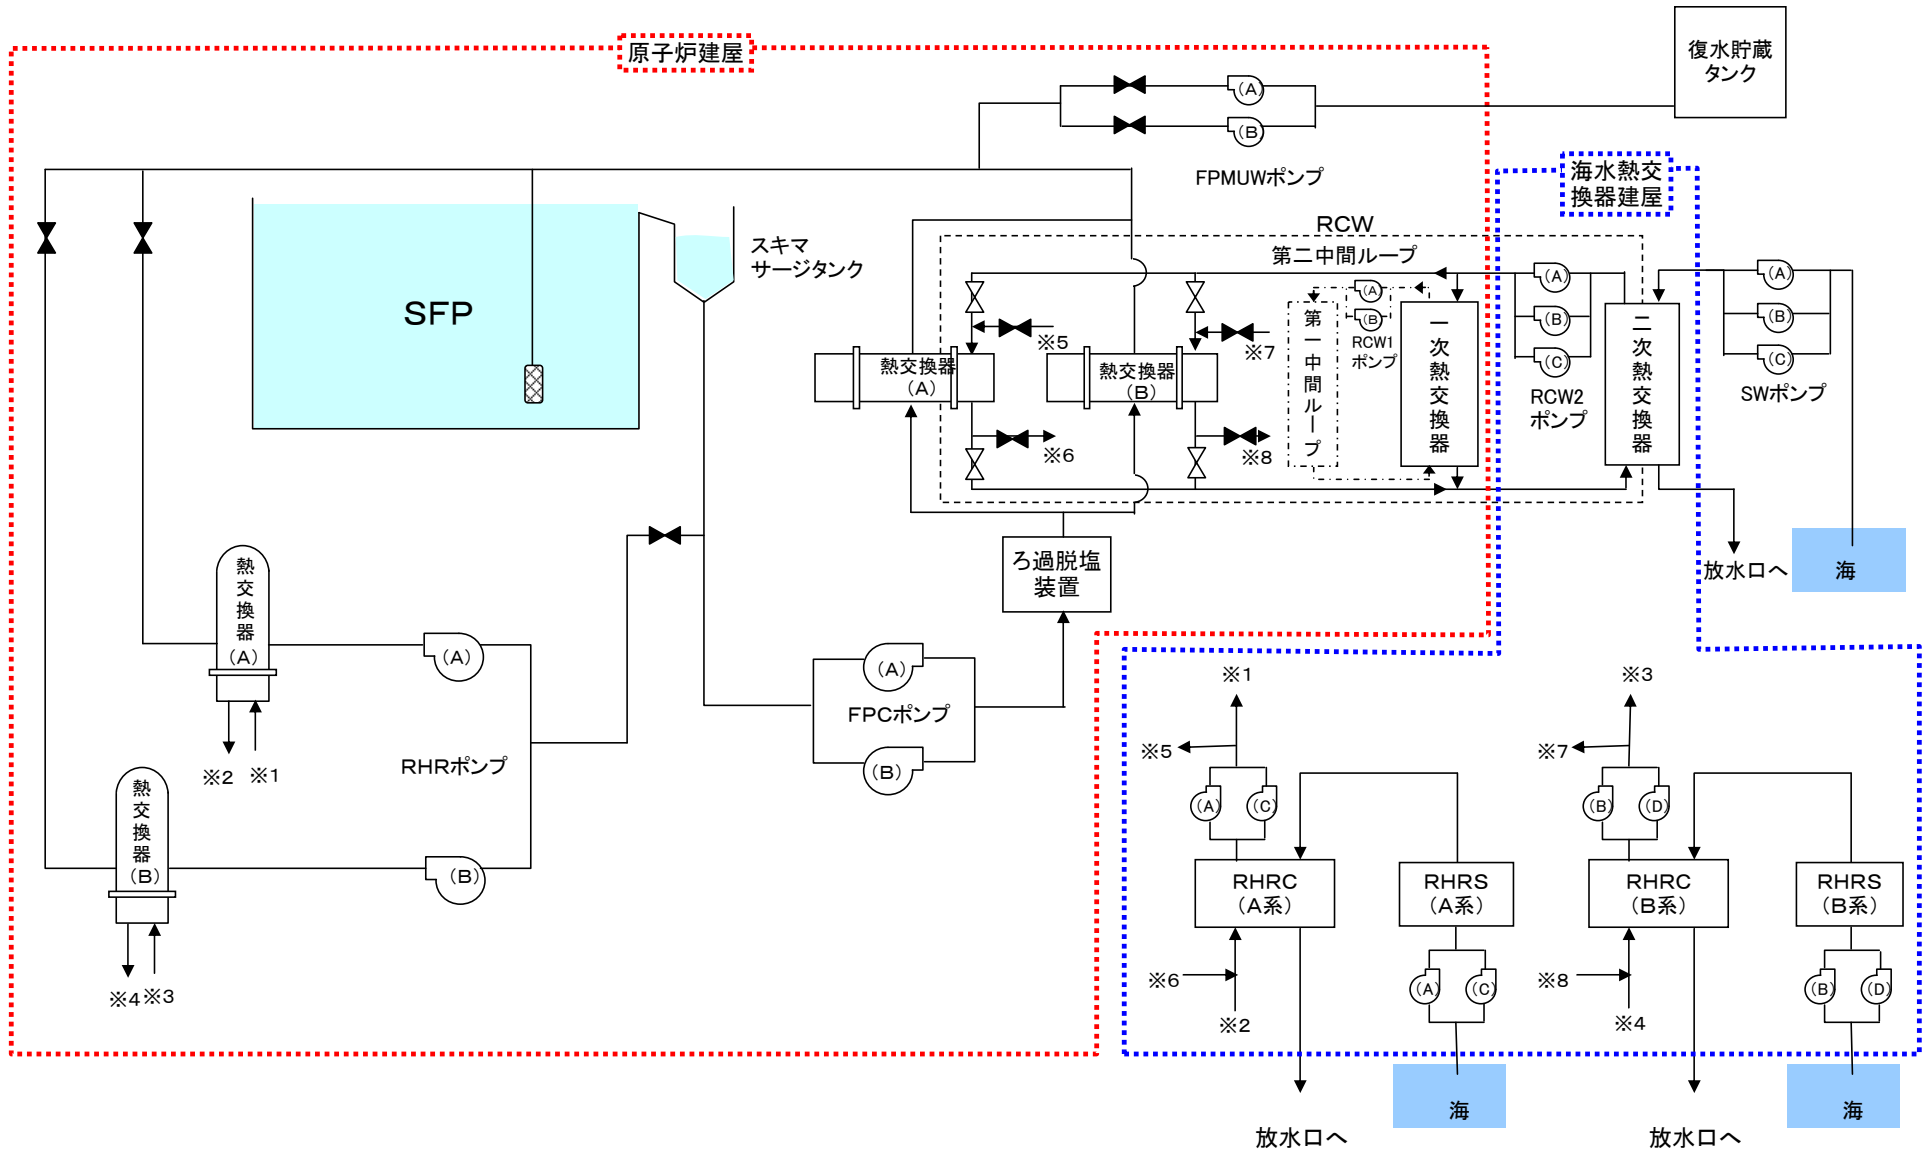 原子炉建屋
復水貯蔵
タンク
(A)
(B)
FPMUWポンプ
海水熱交
換器建屋
SFP
スキマ
サージタンク
RCW
第二中間ループ
(A)
(B)
RCW1
ポンプ
第一中間ループ
一次熱交換器
(A)
(B)
(C)
RCW2
ポンプ
二次熱交換器
(A)
(B)
(C)
SWポンプ
※5
※7
熱交換器
(A)
熱交換器
(B)
※6
※8
ろ過脱塩
装置
放水口へ
海
熱交換器
(A)
※2
※1
(A)
RHRポンプ
(B)
熱交換器
(B)
※4
※3
(A)
FPCポンプ
(B)
※1
※5
(A)
(C)
RHRC
(A系)
RHRS
(A系)
※6
※2
(A)
(C)
放水口へ
海
※3
※7
(B)
(D)
RHRC
(B系)
RHRS
(B系)
※8
※4
(B)
(D)
放水口へ
海